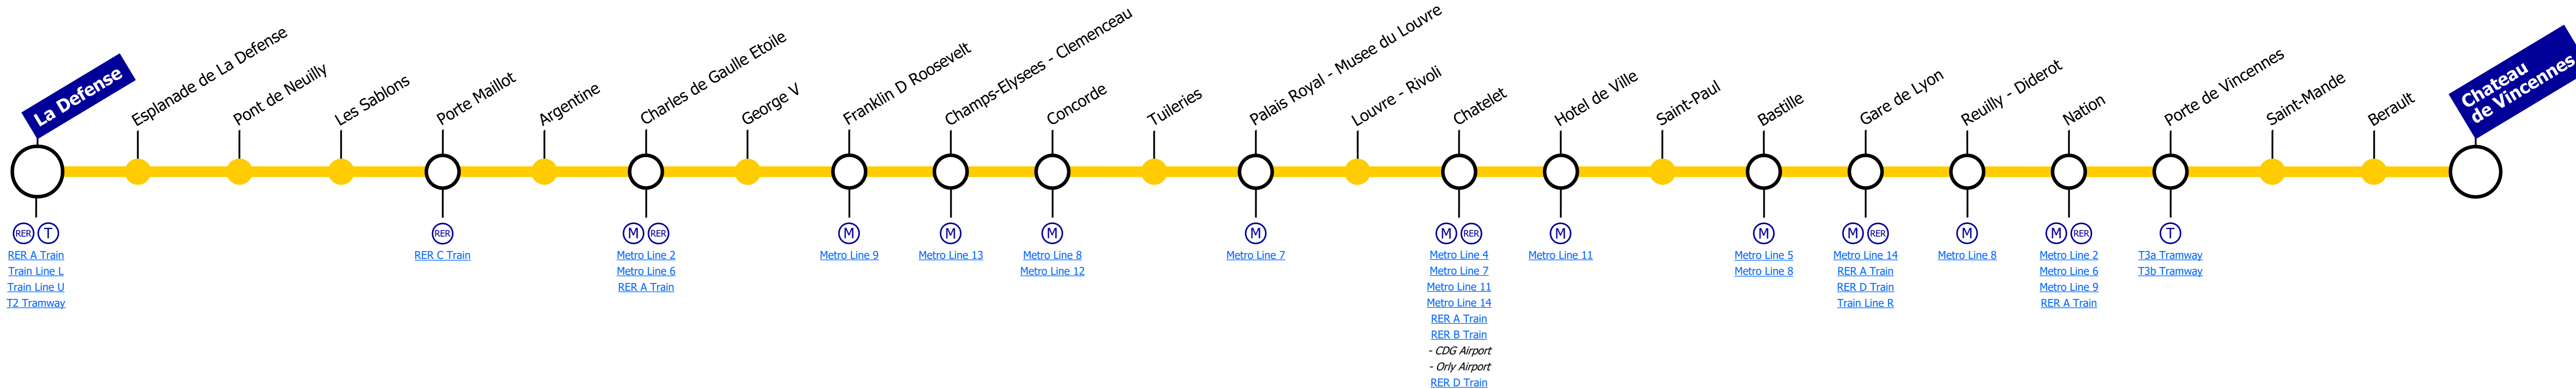 La Defense
Esplanade de La Defense
Pont de Neuilly
Les Sablons
Porte Maillot
Argentine
Charles de Gaulle Etoile
George V
Franklin D Roosevelt
Champs-Elysees - Clemenceau
Concorde
Tuileries
Palais Royal - Musee du Louvre
Louvre - Rivoli
Chatelet
Hotel de Ville
Saint-Paul
Bastille
Gare de Lyon
Reuilly - Diderot
Nation
Porte de Vincennes
Saint-Mande
Berault
Chateau
de Vincennes
RER T
RER A Train
Train Line L
Train Line U
T2 Tramway
RER
RER C Train
M RER
Metro Line 2
Metro Line 6
RER A Train
M
Metro Line 9
M
Metro Line 13
M
Metro Line 8
Metro Line 12
M
Metro Line 7
M RER
Metro Line 4
Metro Line 7
Metro Line 11
Metro Line 14
RER A Train
RER B Train
- CDG Airport
- Orly Airport
RER D Train
M
Metro Line 11
M
Metro Line 5
Metro Line 8
M RER
Metro Line 14
RER A Train
RER D Train
Train Line R
M
Metro Line 8
M RER
Metro Line 2
Metro Line 6
Metro Line 9
RER A Train
T
T3a Tramway
T3b Tramway